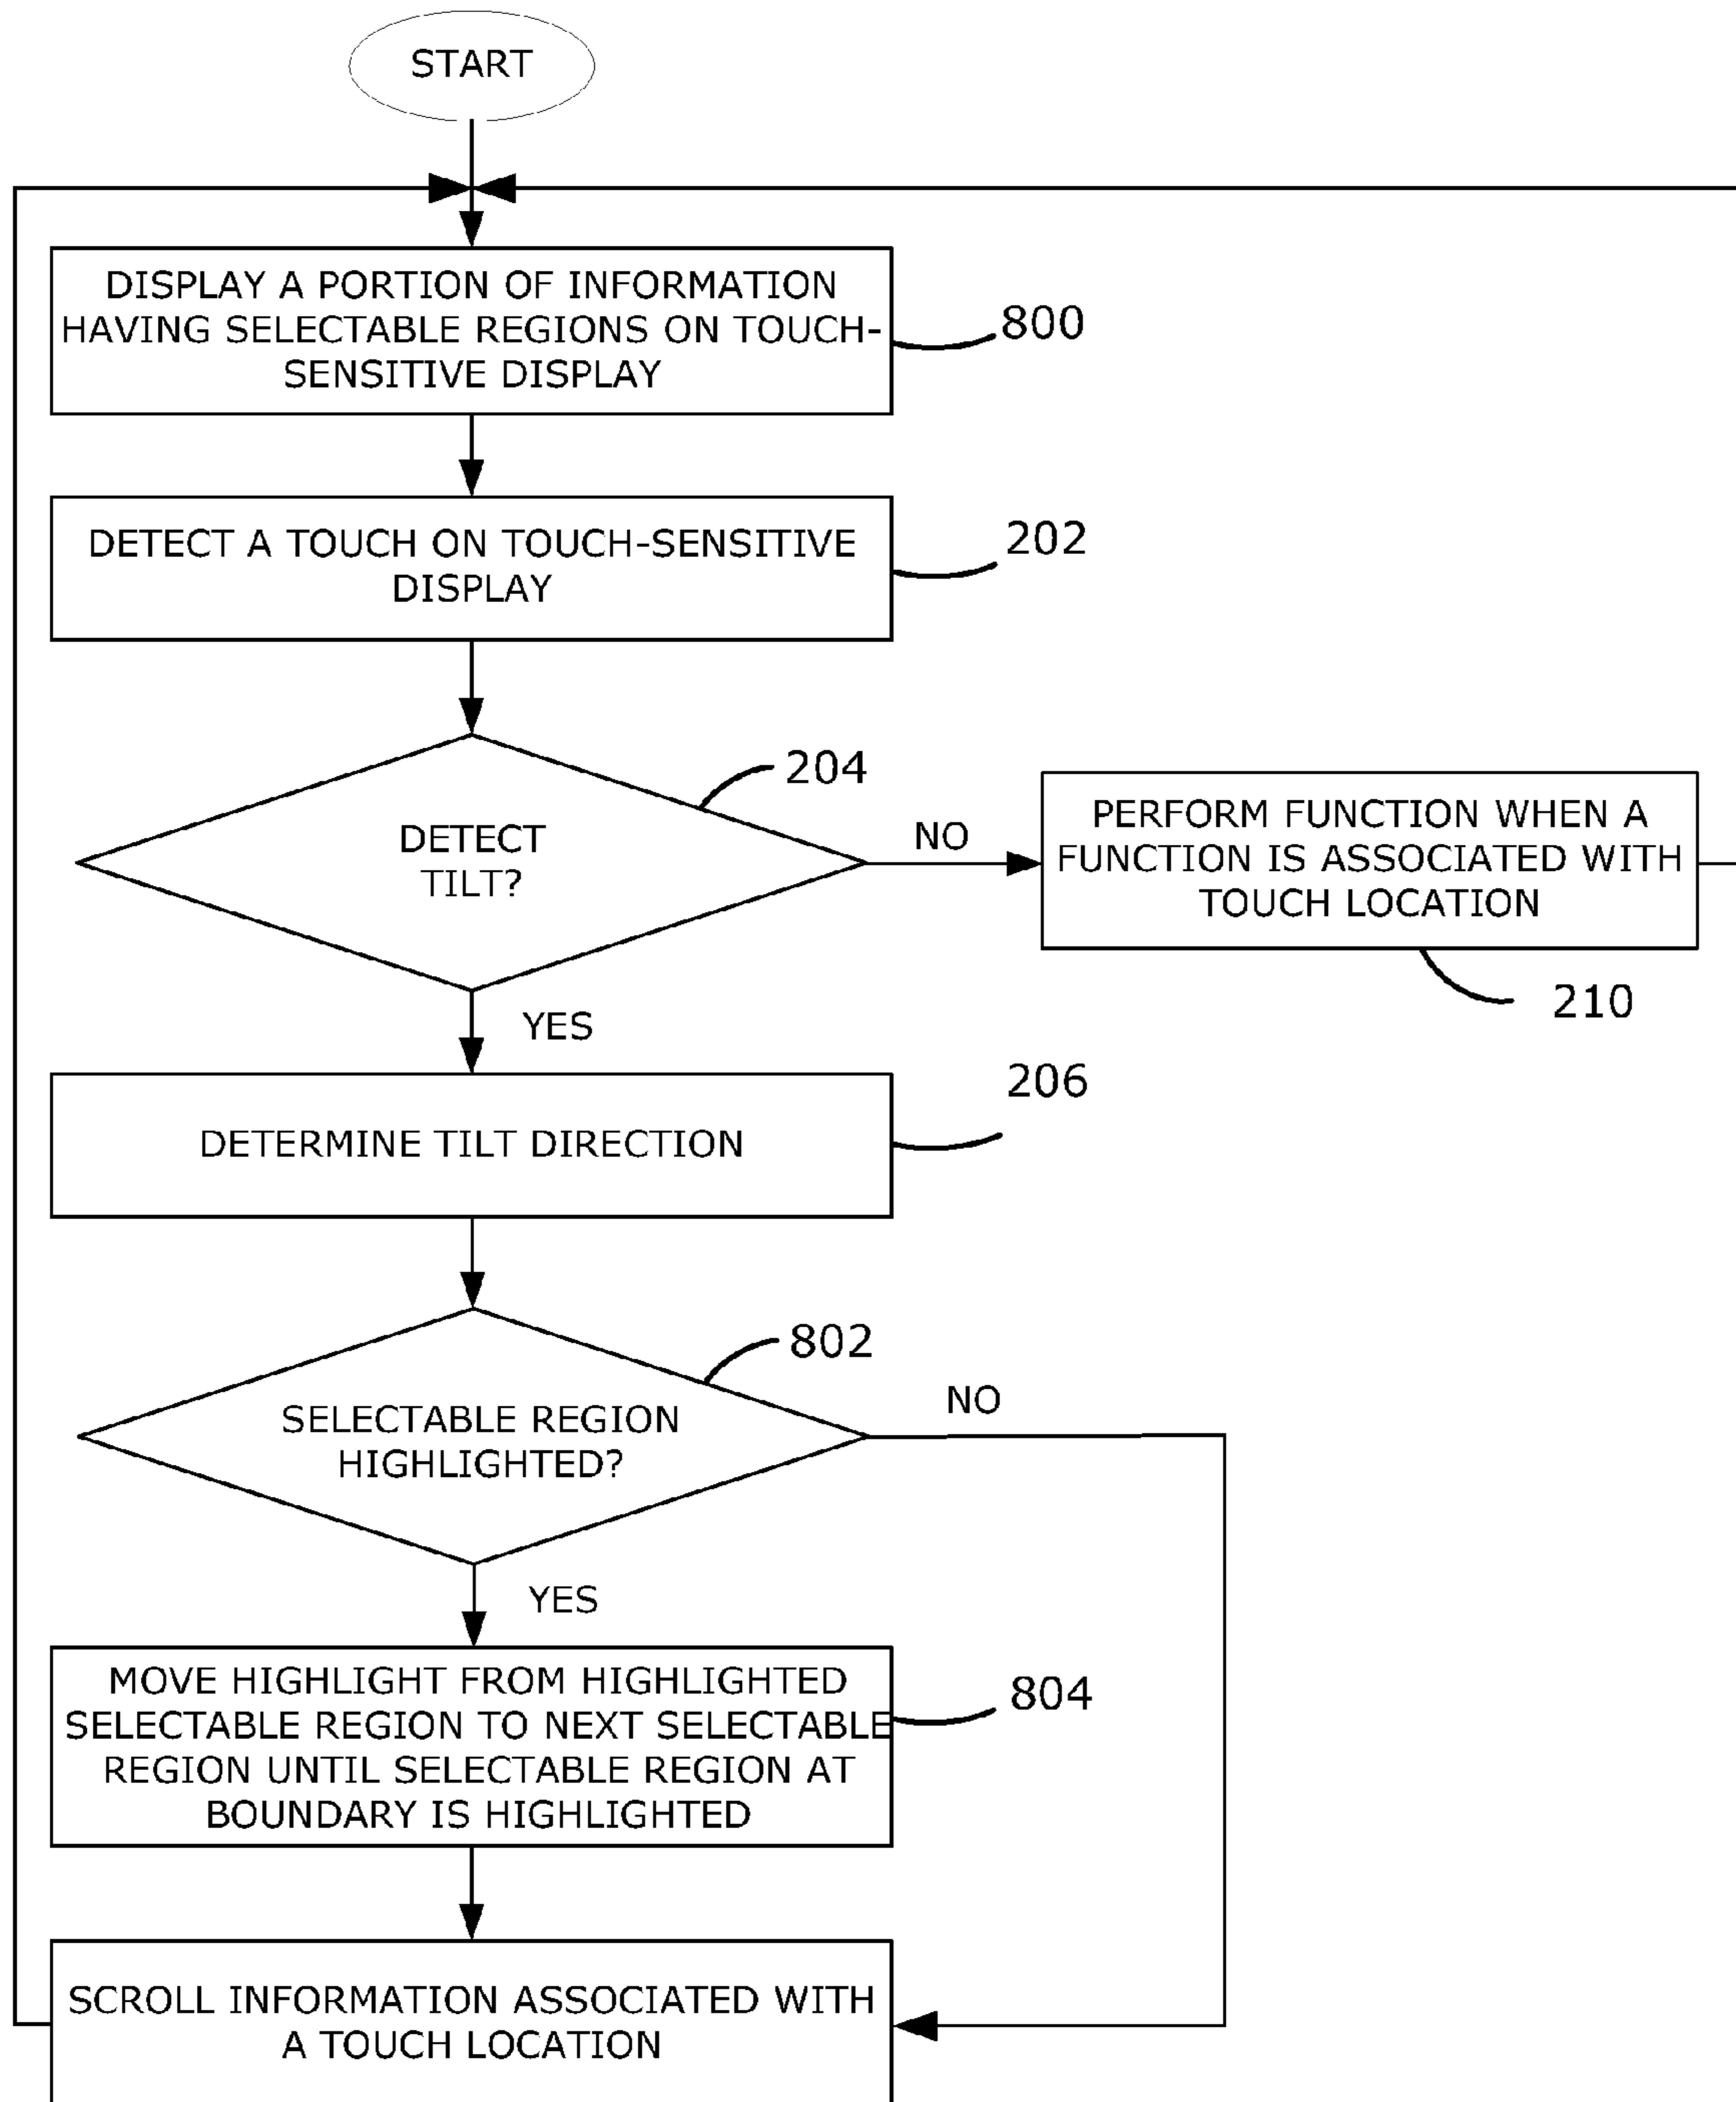 START
DISPLAY A PORTION OF INFORMATION
HAVING SELECTABLE REGIONS ON TOUCH-
SENSITIVE DISPLAY
800
DETECT A TOUCH ON TOUCH-SENSITIVE
DISPLAY
202
204
DETECT
TILT?
NO
PERFORM FUNCTION WHEN A
FUNCTION IS ASSOCIATED WITH
TOUCH LOCATION
210
YES
206
DETERMINE TILT DIRECTION
802
SELECTABLE REGION
HIGHLIGHTED?
NO
YES
MOVE HIGHLIGHT FROM HIGHLIGHTED
SELECTABLE REGION TO NEXT SELECTABLE
REGION UNTIL SELECTABLE REGION AT
BOUNDARY IS HIGHLIGHTED
804
SCROLL INFORMATION ASSOCIATED WITH
A TOUCH LOCATION